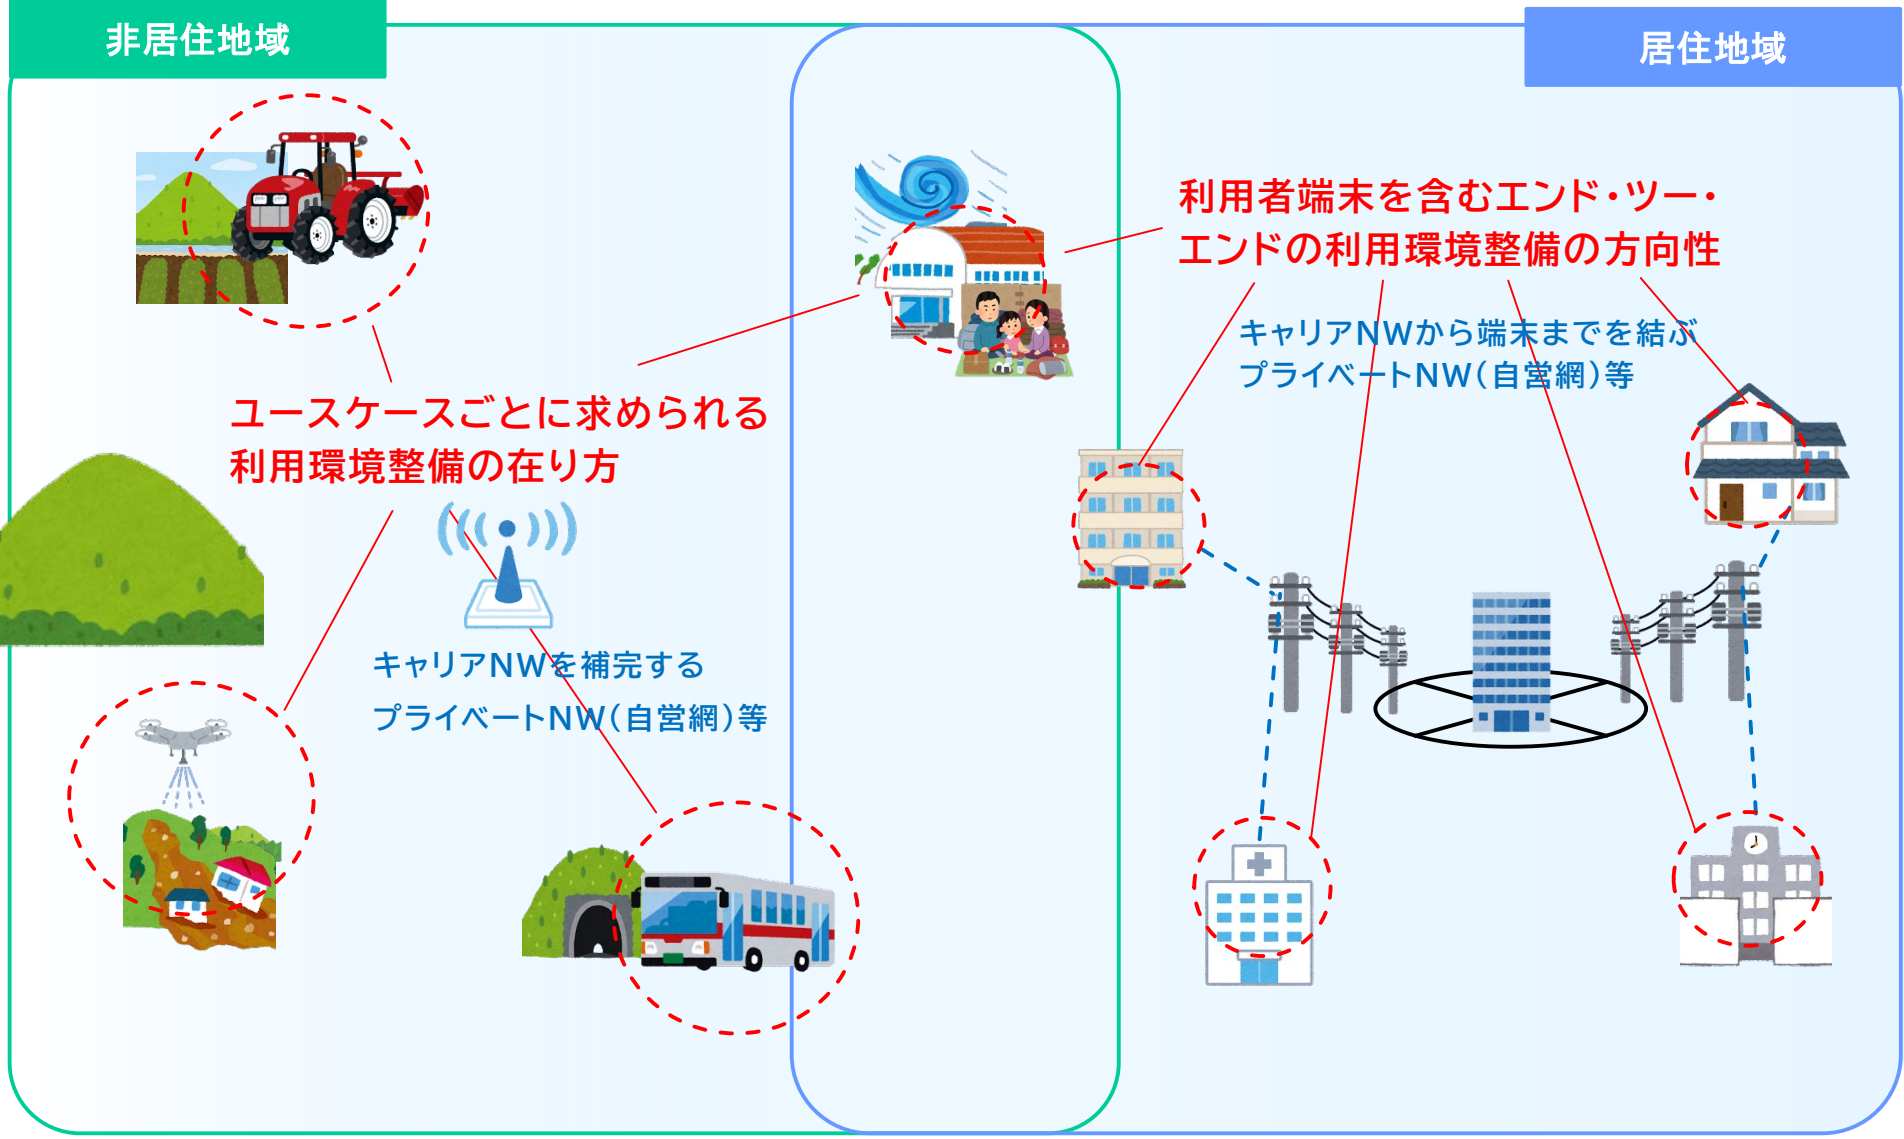 非居住地域
居住地域
利用者端末を含むエンド・ツー・
エンドの利用環境整備の方向性
キャリアNWから端末までを結ぶ
プライベートNW(自営網)等
ユースケースごとに求められる
利用環境整備の在り方
キャリアNWを補完する
プライベートNW(自営網)等